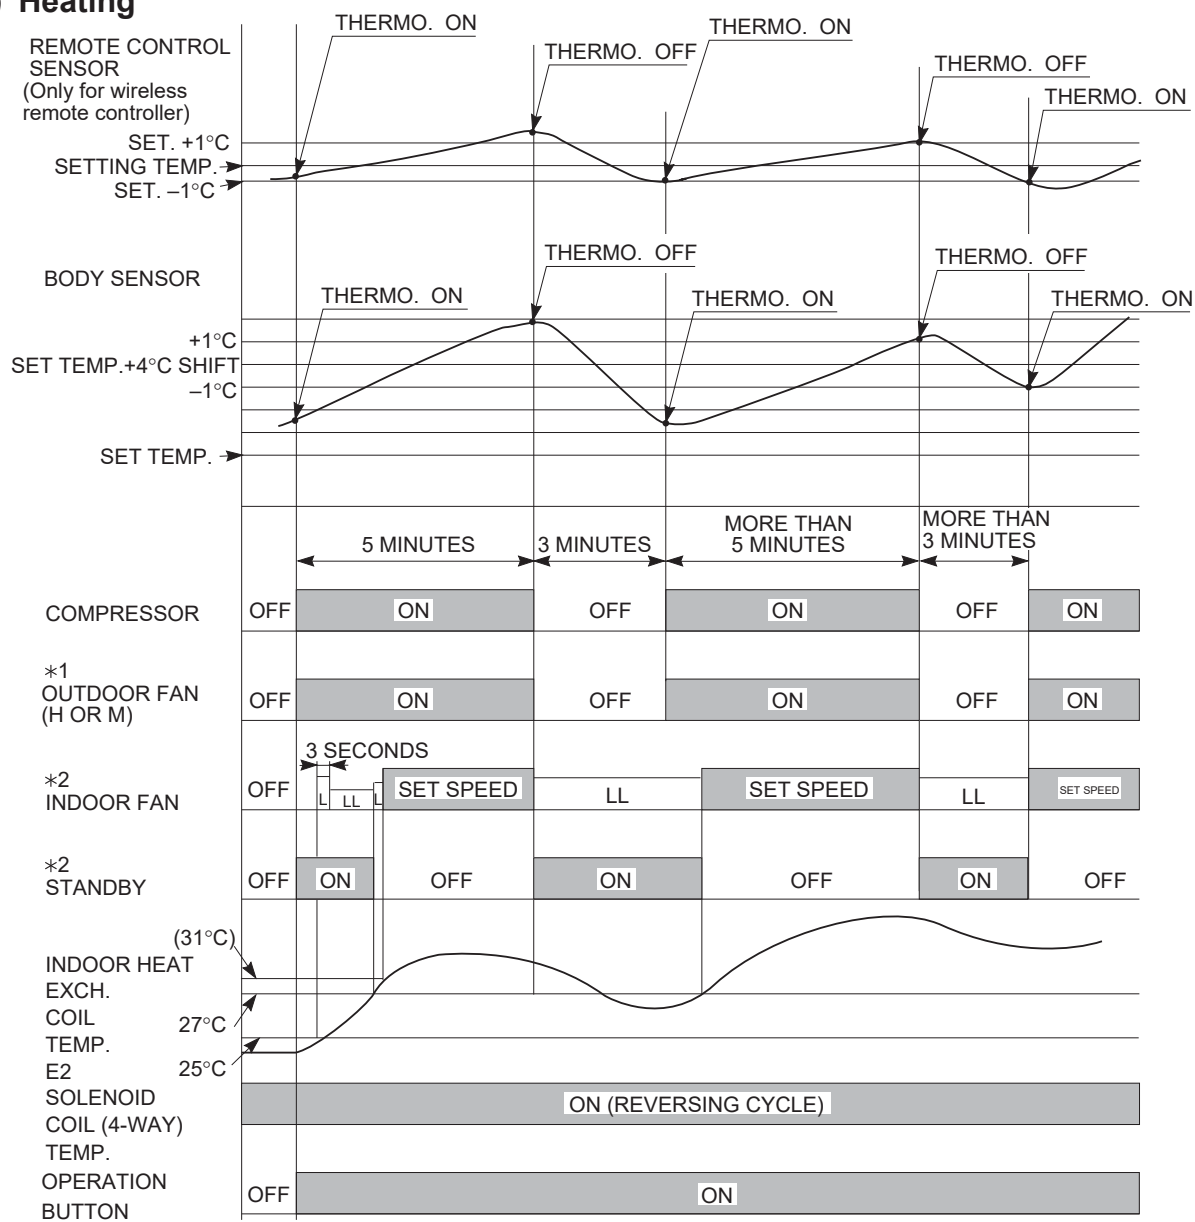 ) Heating
REMOTE CONTROL
SENSOR
(Only for wireless
remote controller)
THERMO. ON
THERMO. OFF
THERMO. ON
THERMO. OFF
THERMO. ON
SET. +1°C
SETTING TEMP.
SET. –1°C
BODY SENSOR
THERMO. ON
THERMO. OFF
THERMO. ON
THERMO. OFF
THERMO. ON
+1°C
SET TEMP.+4°C SHIFT
–1°C
SET TEMP.
5 MINUTES
3 MINUTES
MORE THAN
5 MINUTES
MORE THAN
3 MINUTES
COMPRESSOR OFF ON OFF ON OFF ON
∗1
OUTDOOR FAN
(H OR M)
OFF ON OFF ON OFF ON
3 SECONDS
∗2
INDOOR FAN
OFF L LL L SET SPEED LL SET SPEED LL SET SPEED
∗2
STANDBY
OFF ON OFF ON OFF ON OFF
(31°C)
INDOOR HEAT
EXCH.
COIL
TEMP.
E2
27°C
25°C
SOLENOID
COIL (4-WAY)
TEMP.
ON (REVERSING CYCLE)
OPERATION
BUTTON
OFF ON